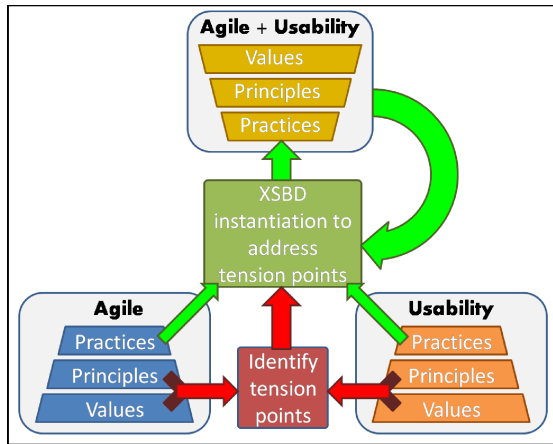 Agile + Usability
Values
Principles
Practices
XSBD
instantiation to
address
tension points
Agile
Practices
Principles
Values
Identify
tension
points
Usability
Practices
Principles
Values